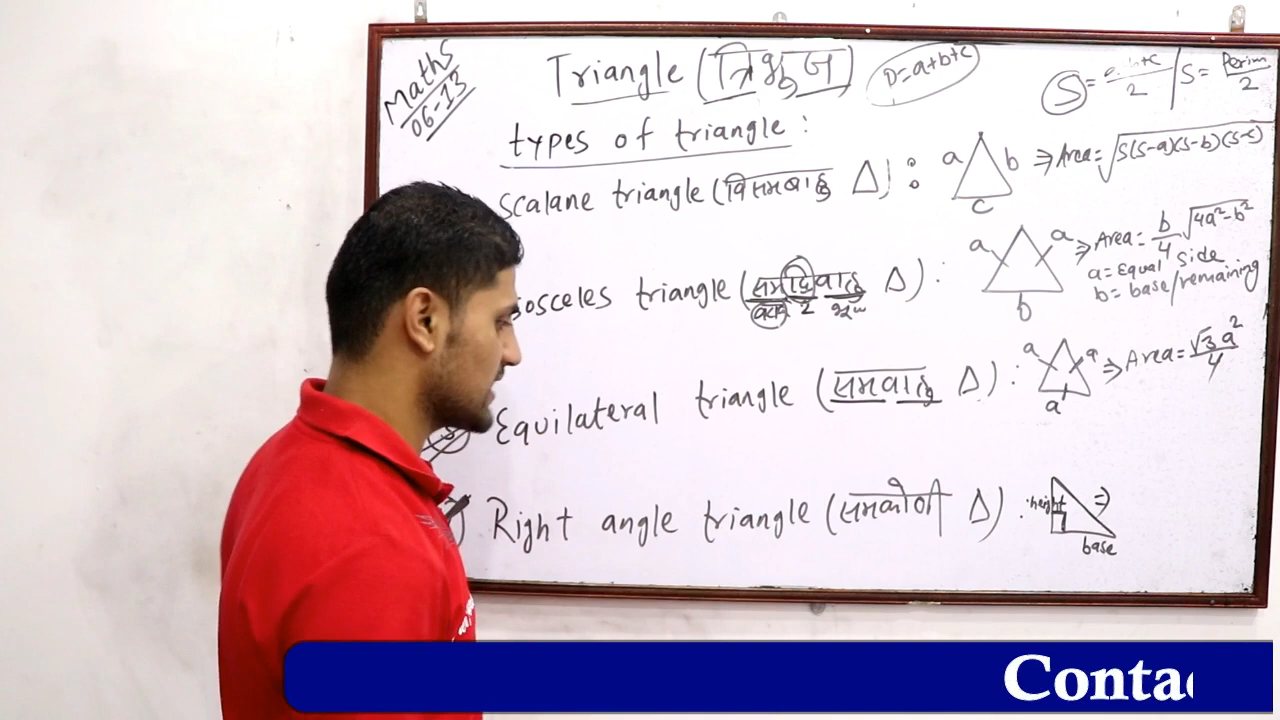 Maths
06-13
Triangle (त्रिभुज)
P=a+b+c
S = a+b+c / 2 | S = Perim / 2
types of triangle :
Scalane triangle (विसमबाहु Δ) :
a b c
⇒ Area = √S(S-a)(S-b)(S-c)
osceles triangle (समद्विबाहु Δ) :
2
a a b
⇒ Area = b/4 √4a²-b²
a = Equal side
b = base/remaining
Equilateral triangle (समबाहु Δ) :
a a a
⇒ Area = √3 a² / 4
Right angle triangle (समकोणी Δ) :
height
base
⇒
Conta